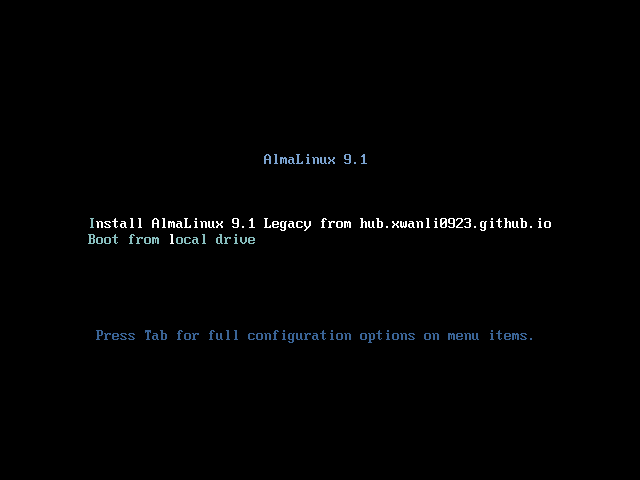 AlmaLinux 9.1
Install AlmaLinux 9.1 Legacy from hub.xwanli0923.github.io
Boot from local drive
Press Tab for full configuration options on menu items.